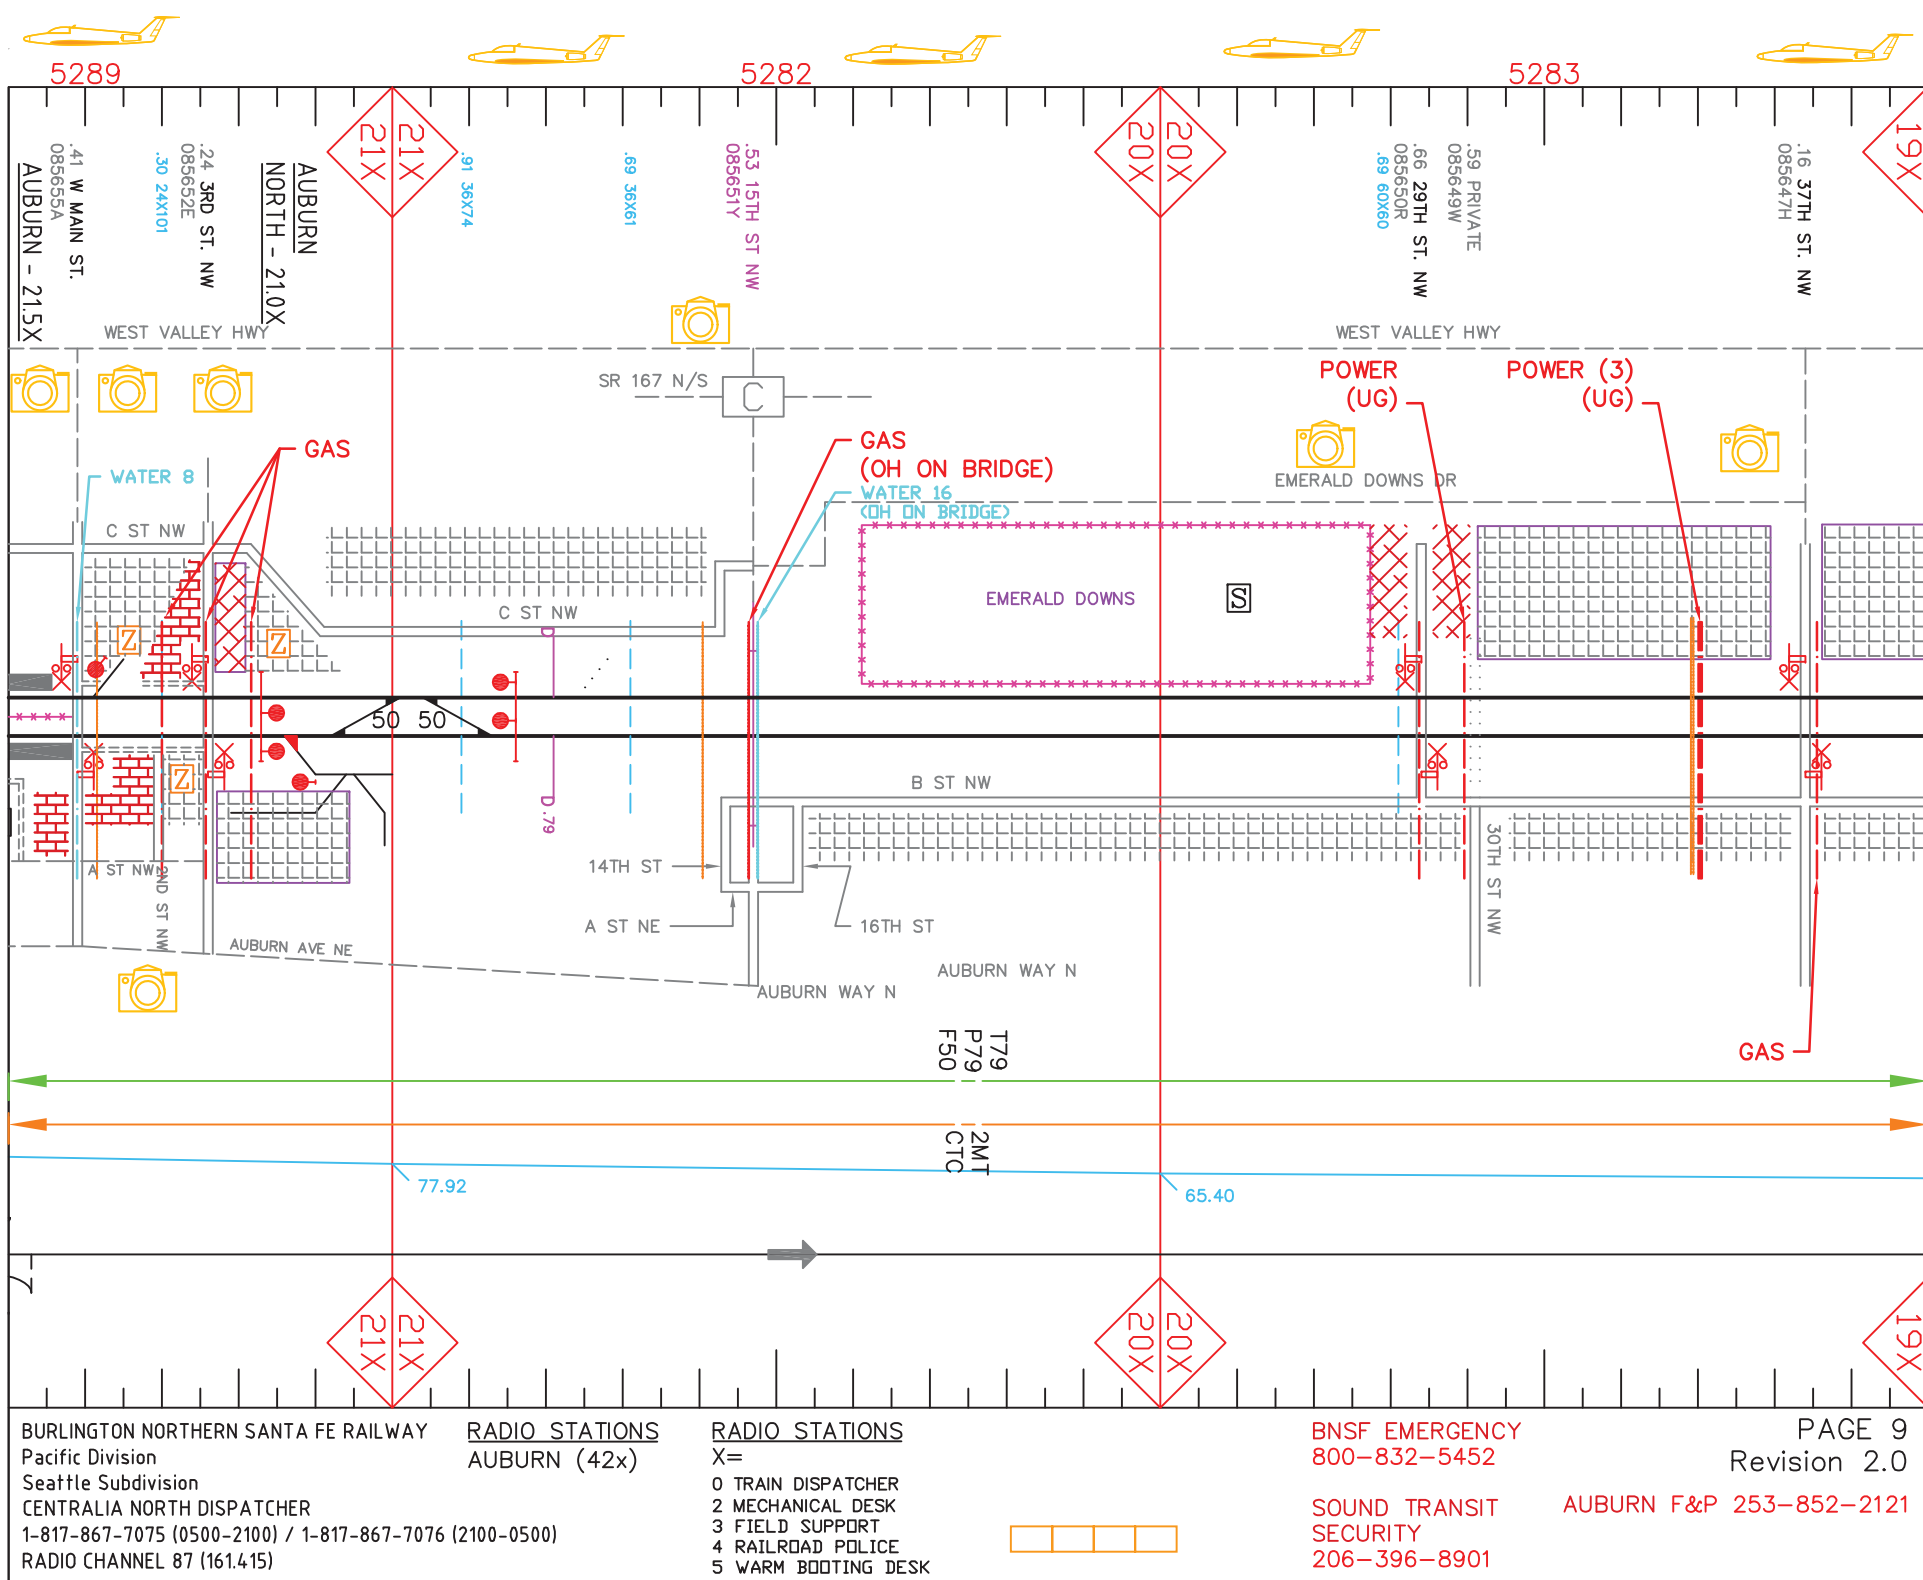 5289
5282
5283
21X
21X
20X
20X
19X
.41 W MAIN ST.
085655A
AUBURN - 21.5X
.30 24X101
.24 3RD ST. NW
085652E
AUBURN
NORTH - 21.0X
.91 36X74
.69 36X61
.53 15TH ST NW
085651Y
.69 60X60
.66 29TH ST. NW
085650R
.59 PRIVATE
085649W
.16 37TH ST. NW
085647H
WEST VALLEY HWY
WEST VALLEY HWY
SR 167 N/S
C
POWER
(UG)
POWER (3)
(UG)
GAS
GAS
(OH ON BRIDGE)
WATER 8
WATER 16
(OH ON BRIDGE)
EMERALD DOWNS DR
C ST NW
C ST NW
EMERALD DOWNS
S
Z
Z
Z
D
50
50
D .79
B ST NW
14TH ST
A ST NW
2ND ST NW
30TH ST NW
A ST NE
16TH ST
AUBURN AVE NE
AUBURN WAY N
AUBURN WAY N
GAS
T79
P79
F50
2MT
CTC
77.92
65.40
21X
21X
20X
20X
19X
BURLINGTON NORTHERN SANTA FE RAILWAY
Pacific Division
Seattle Subdivision
CENTRALIA NORTH DISPATCHER
1-817-867-7075 (0500-2100) / 1-817-867-7076 (2100-0500)
RADIO CHANNEL 87 (161.415)
RADIO STATIONS
AUBURN (42x)
RADIO STATIONS
X=
0 TRAIN DISPATCHER
2 MECHANICAL DESK
3 FIELD SUPPORT
4 RAILROAD POLICE
5 WARM BOOTING DESK
BNSF EMERGENCY
800-832-5452
SOUND TRANSIT
SECURITY
206-396-8901
PAGE 9
Revision 2.0
AUBURN F&P 253-852-2121